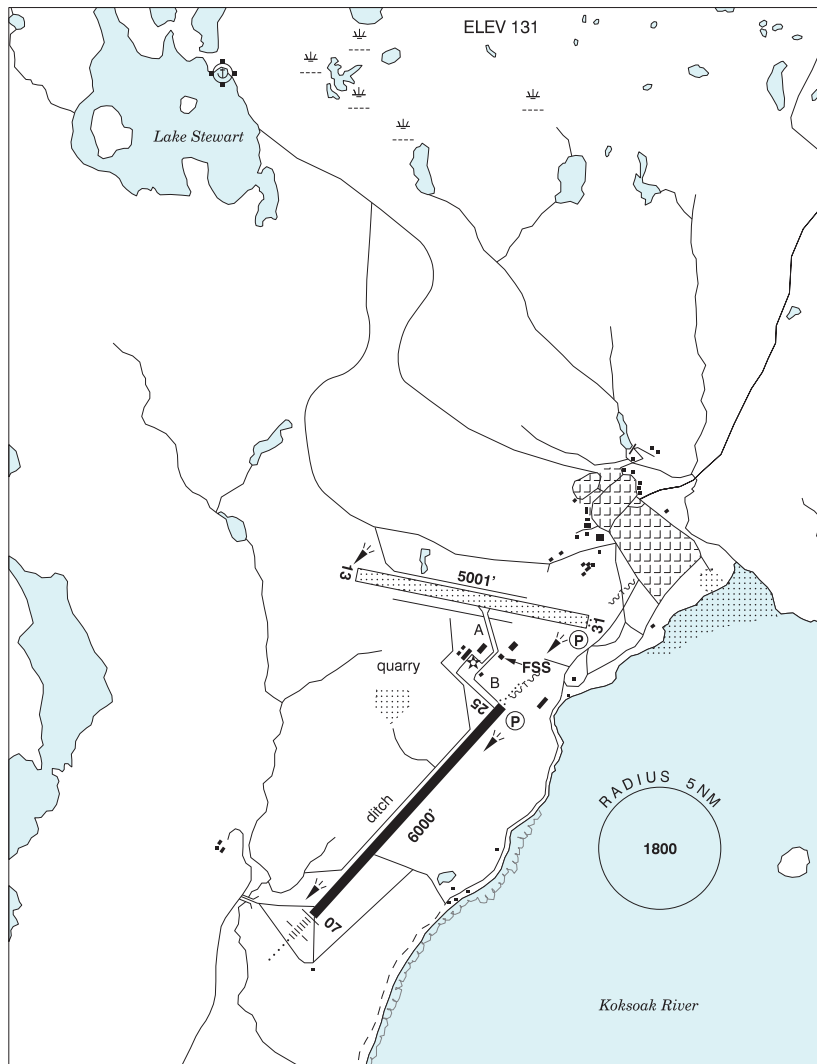 ELEV 131
Lake Stewart
13
5001'
31
P
A
FSS
quarry
B
25
P
ditch
6000'
RADIUS 5NM
1800
07
Koksoak River